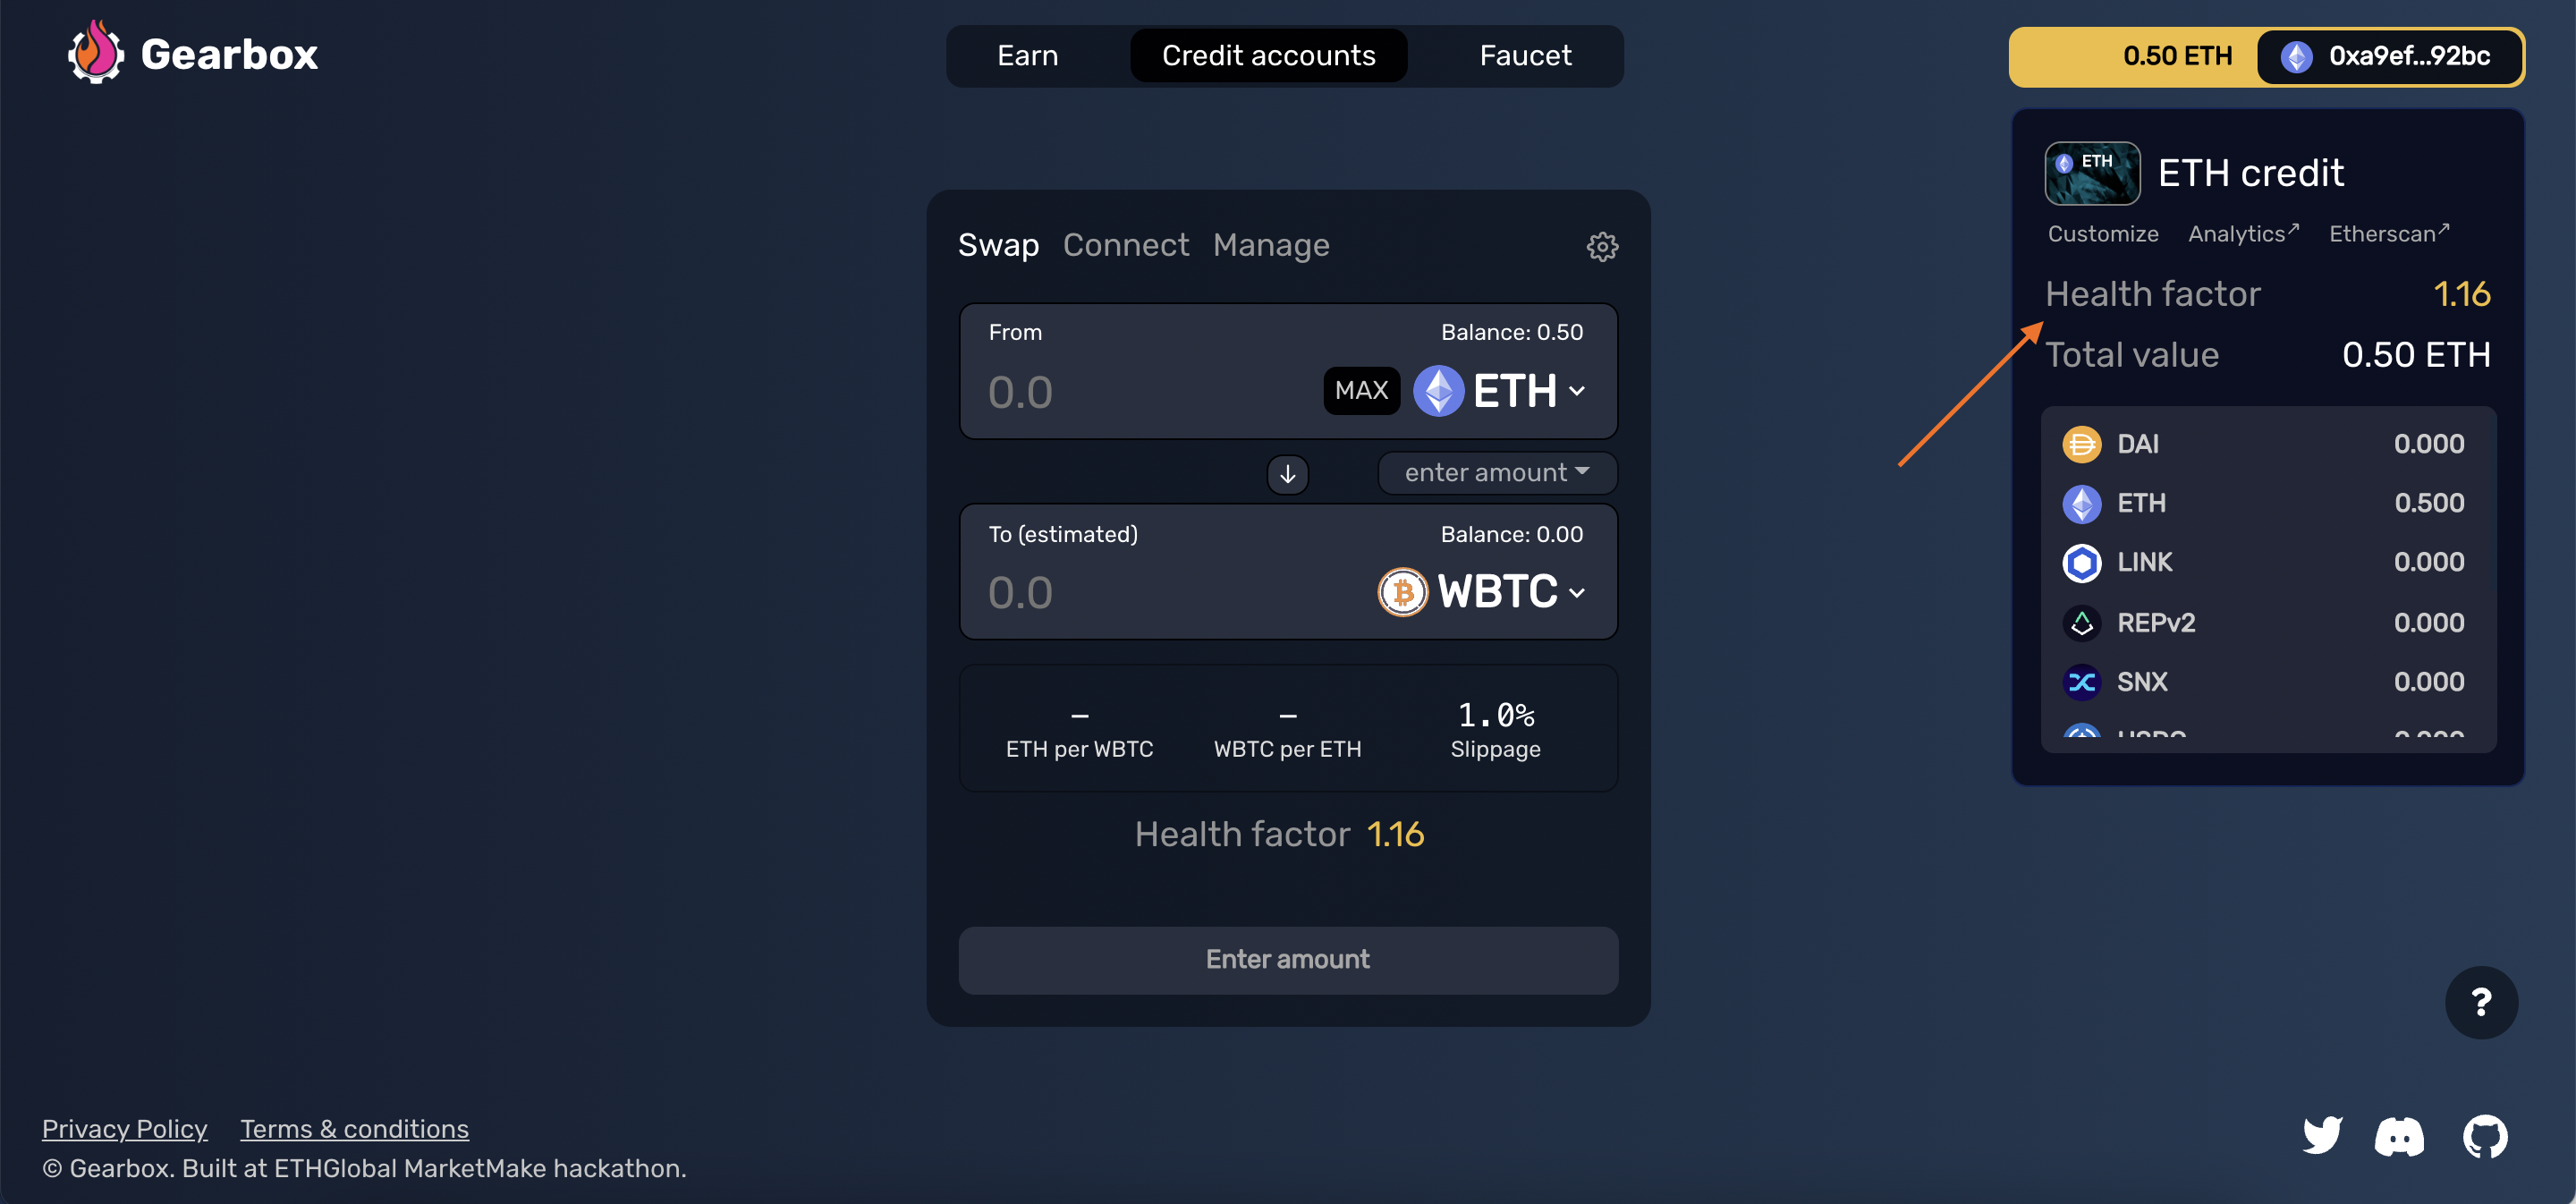 Gearbox
Earn Credit accounts Faucet
0.50 ETH 0xa9ef...92bc
ETH ETH credit
Customize Analytics↗ Etherscan↗
Health factor 1.16
Total value 0.50 ETH
DAI 0.000
ETH 0.500
LINK 0.000
REPv2 0.000
SNX 0.000
Swap Connect Manage
From Balance: 0.50
0.0 MAX ETH
enter amount
To (estimated) Balance: 0.00
0.0 WBTC
– – 1.0%
ETH per WBTC WBTC per ETH Slippage
Health factor 1.16
Enter amount
?
Privacy Policy Terms & conditions
© Gearbox. Built at ETHGlobal MarketMake hackathon.